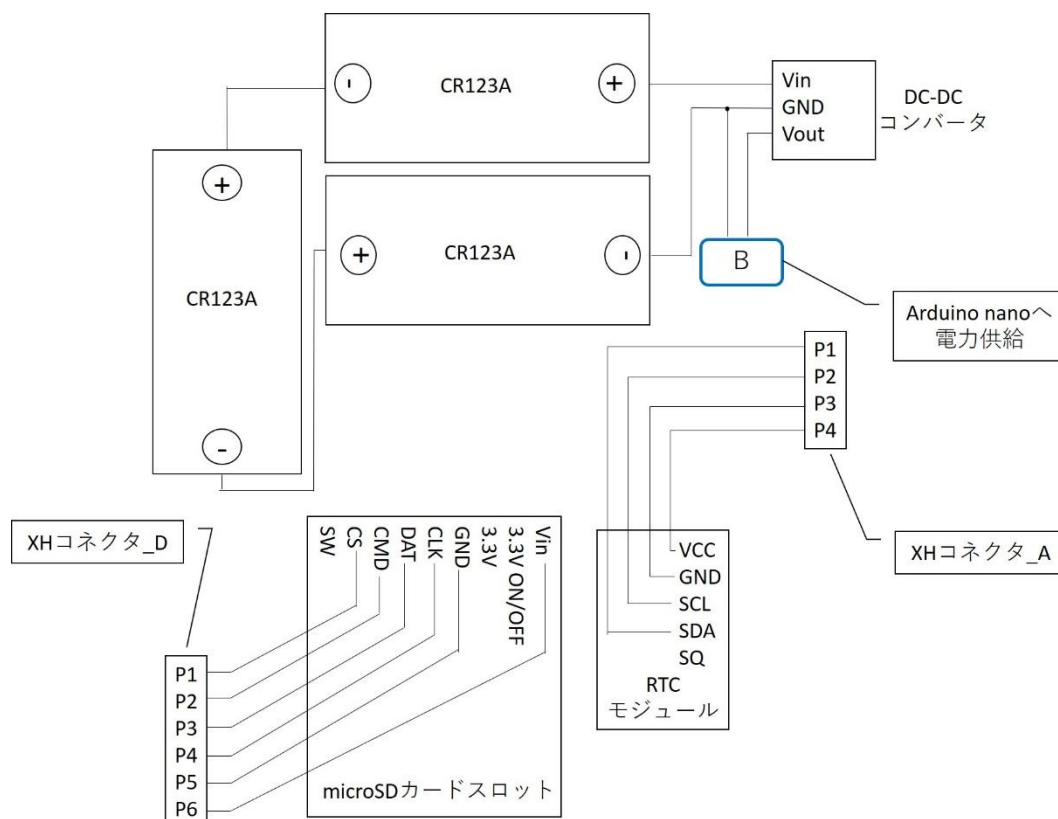 CR123A
-
+
Vin
GND
Vout
DC-DC
コンバータ
+
CR123A
-
+
CR123A
-
B
Arduino nanoへ
電力供給
P1
P2
P3
P4
XHコネクタ_A
XHコネクタ_D
SW
CS
CMD
DAT
CLK
GND
3.3V
3.3V ON/OFF
Vin
microSDカードスロット
P1
P2
P3
P4
P5
P6
VCC
GND
SCL
SDA
SQ
RTC
モジュール